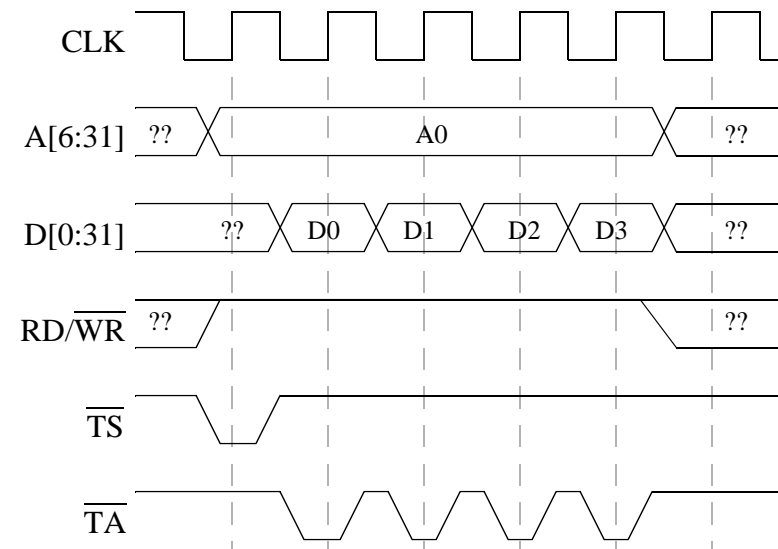 CLK
A[6:31] ?? A0 ??
D[0:31] ?? D0 D1 D2 D3 ??
RD/WR ?? ??
TS
TA